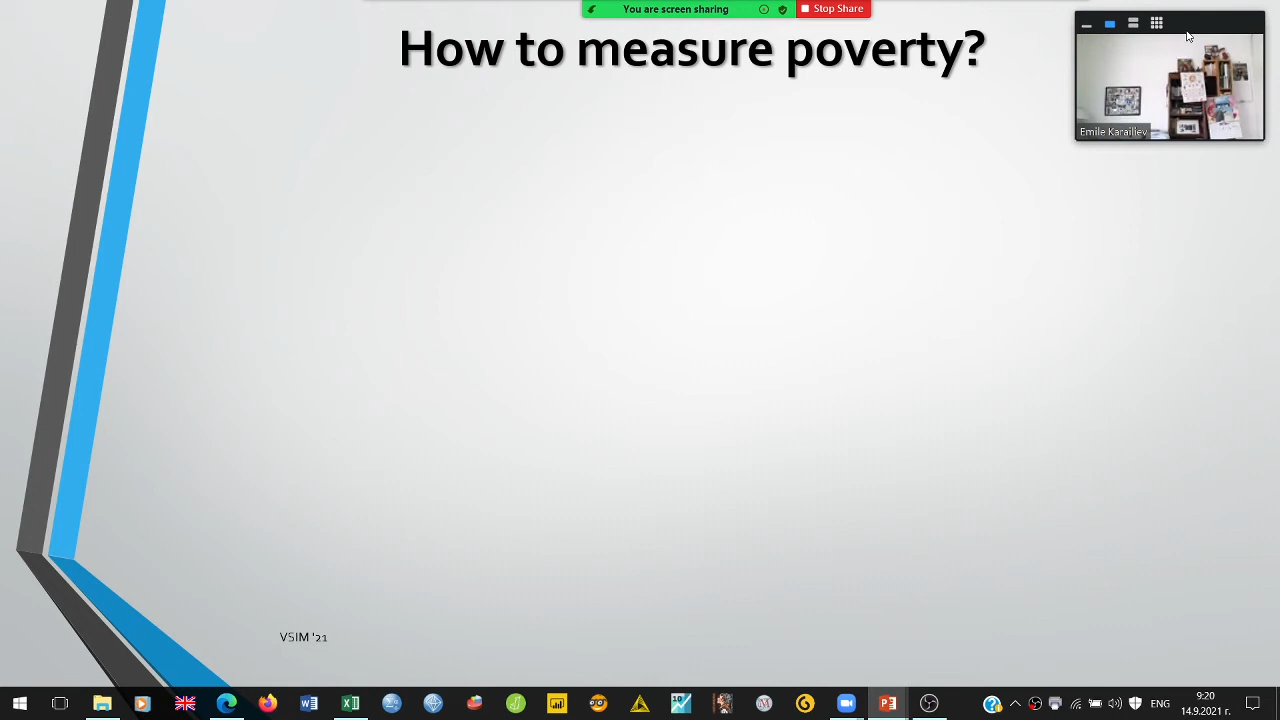 You are screen sharing
Stop Share
How to measure poverty?
Emile Karailiev
VSIM '21
10
ENG
9:20
14.9.2021 г.